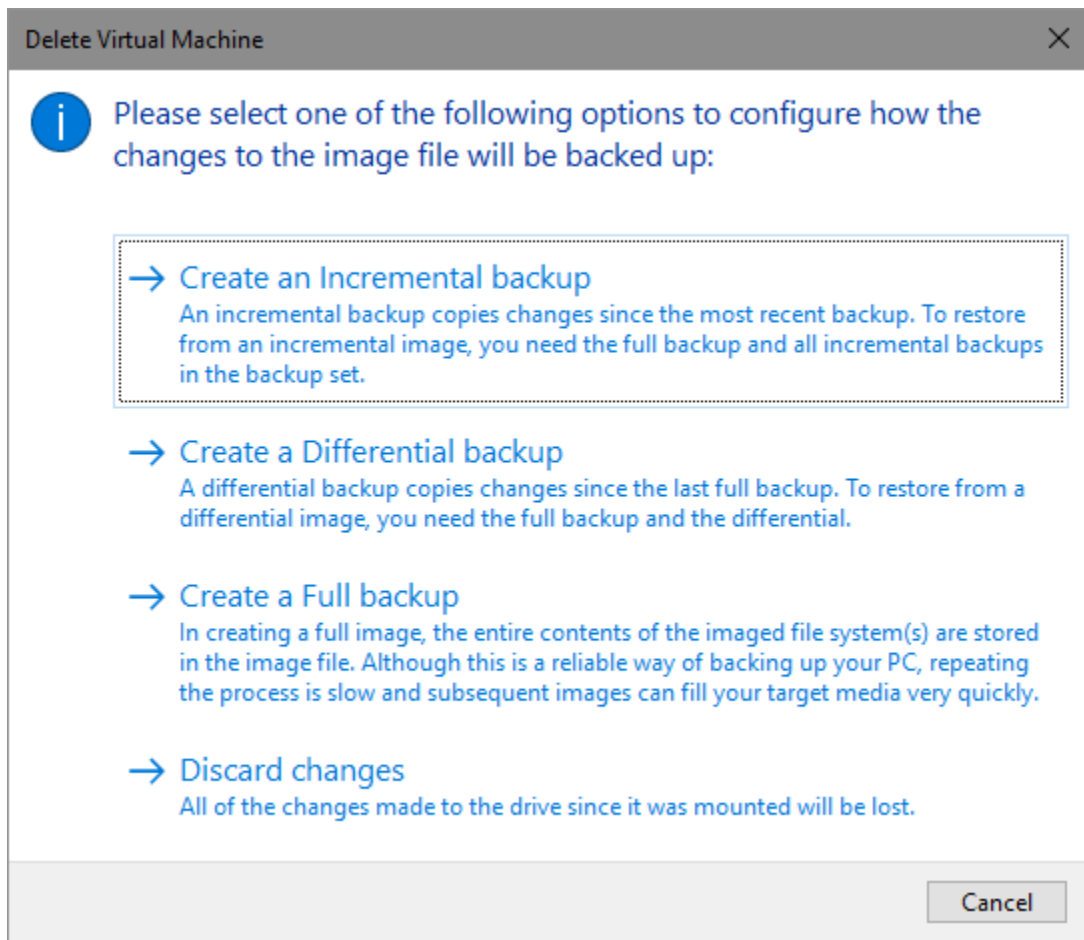 Delete Virtual Machine
Please select one of the following options to configure how the
changes to the image file will be backed up:
Create an Incremental backup
An incremental backup copies changes since the most recent backup. To restore
from an incremental image, you need the full backup and all incremental backups
in the backup set.
Create a Differential backup
A differential backup copies changes since the last full backup. To restore from a
differential image, you need the full backup and the differential.
Create a Full backup
In creating a full image, the entire contents of the imaged file system(s) are stored
in the image file. Although this is a reliable way of backing up your PC, repeating
the process is slow and subsequent images can fill your target media very quickly.
Discard changes
All of the changes made to the drive since it was mounted will be lost.
Cancel